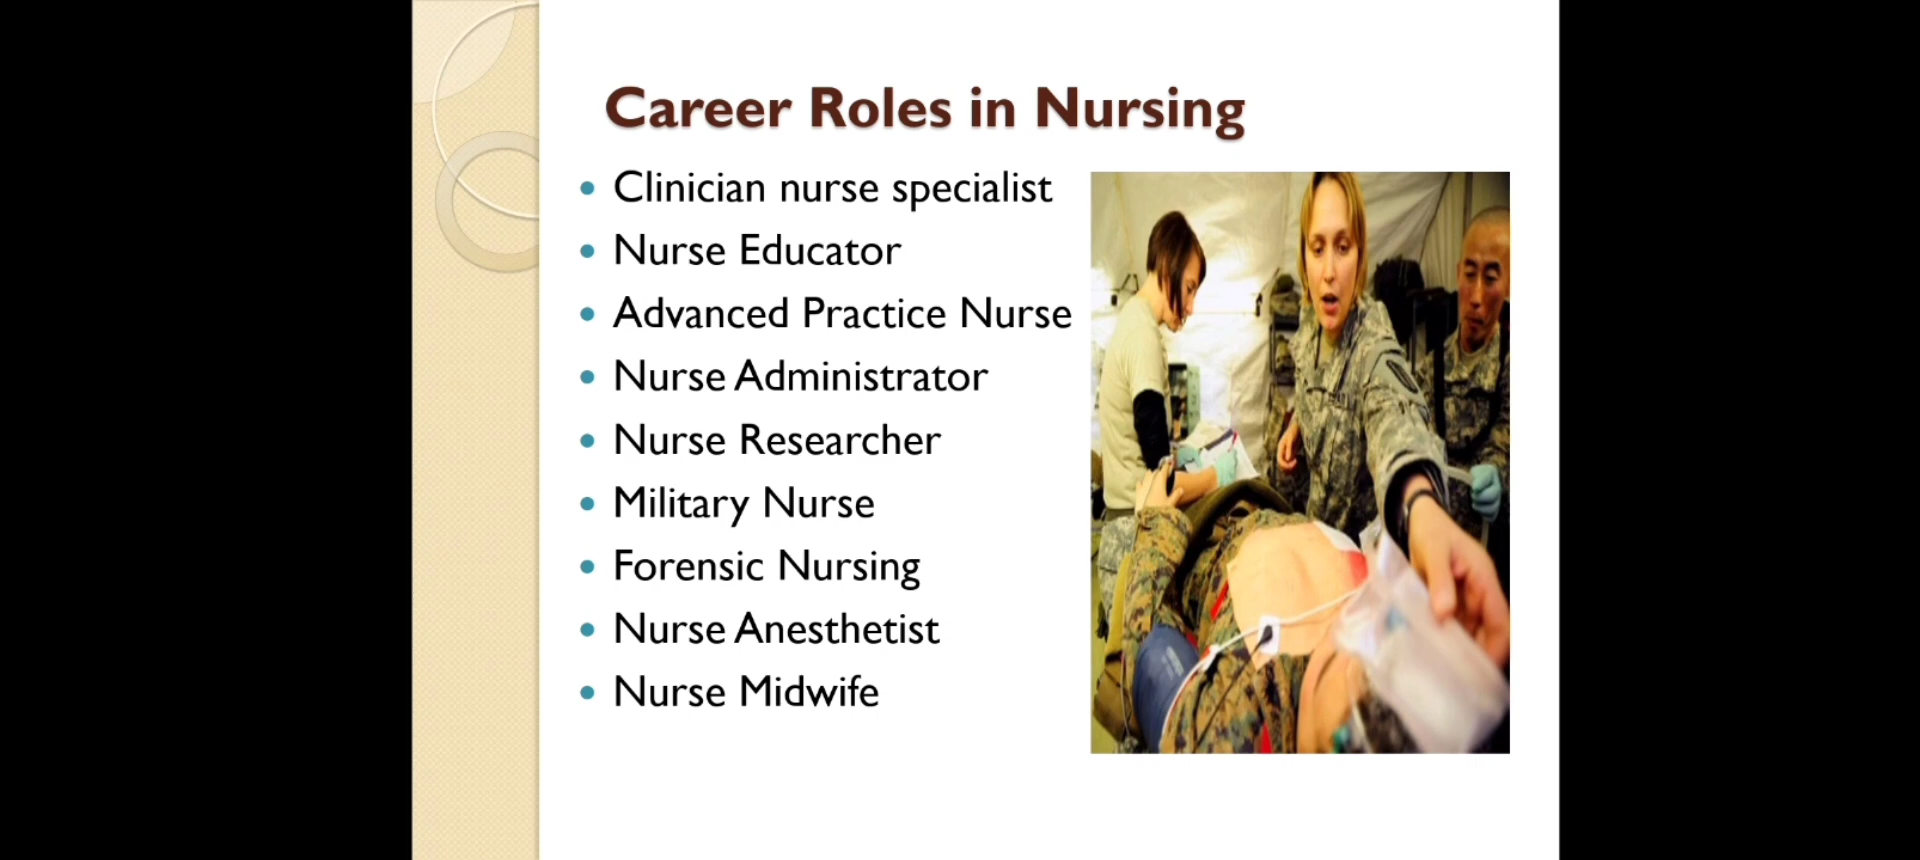 Career Roles in Nursing
Clinician nurse specialist
Nurse Educator
Advanced Practice Nurse
Nurse Administrator
Nurse Researcher
Military Nurse
Forensic Nursing
Nurse Anesthetist
Nurse Midwife